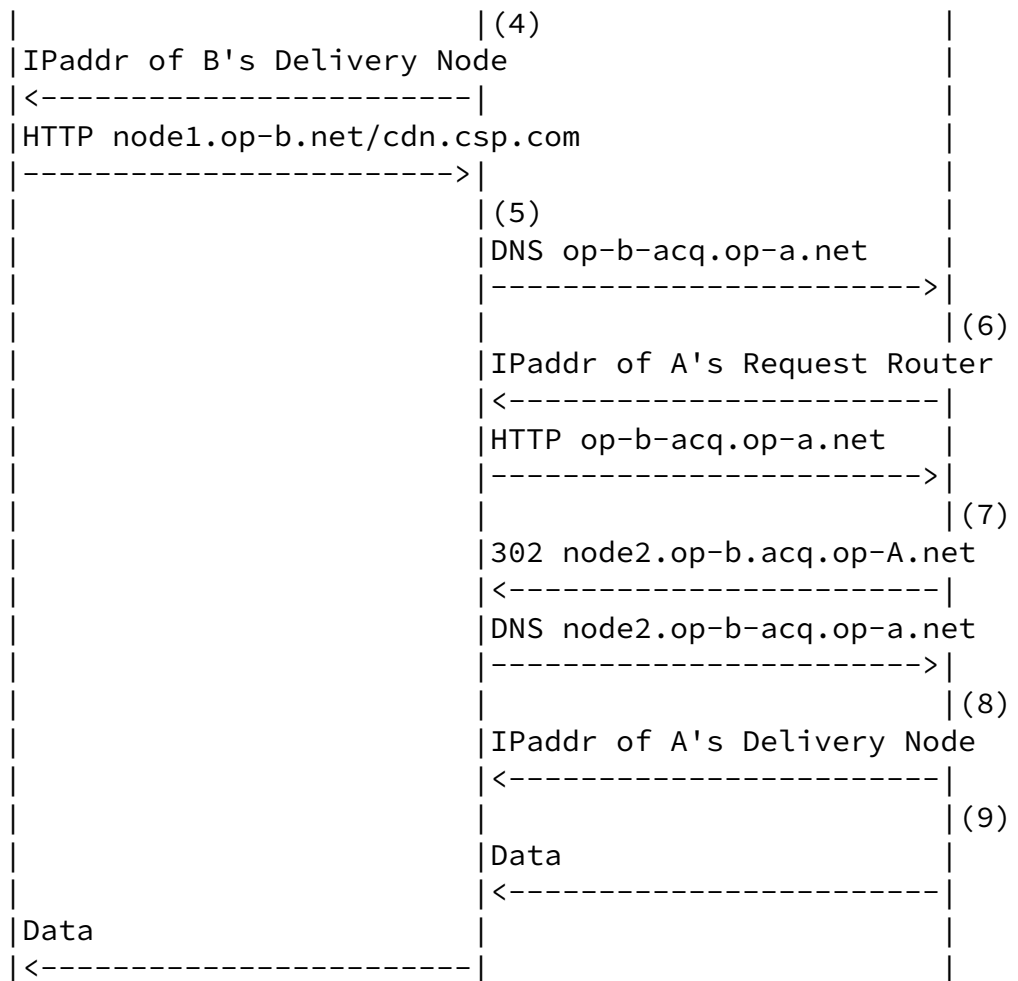 |                         |(4)                      |
|IPaddr of B's Delivery Node                        |
|<------------------------|                         |
|HTTP node1.op-b.net/cdn.csp.com                    |
|------------------------>|                         |
|                         |(5)                      |
|                         |DNS op-b-acq.op-a.net    |
|                         |------------------------>|
|                         |                         |(6)
|                         |IPaddr of A's Request Router
|                         |<------------------------|
|                         |HTTP op-b-acq.op-a.net   |
|                         |------------------------>|
|                         |                         |(7)
|                         |302 node2.op-b.acq.op-A.net
|                         |<------------------------|
|                         |DNS node2.op-b-acq.op-a.net
|                         |------------------------>|
|                         |                         |(8)
|                         |IPaddr of A's Delivery Node
|                         |<------------------------|
|                         |                         |(9)
|                         |Data                     |
|                         |<------------------------|
|Data                     |                         |
|<------------------------|                         |